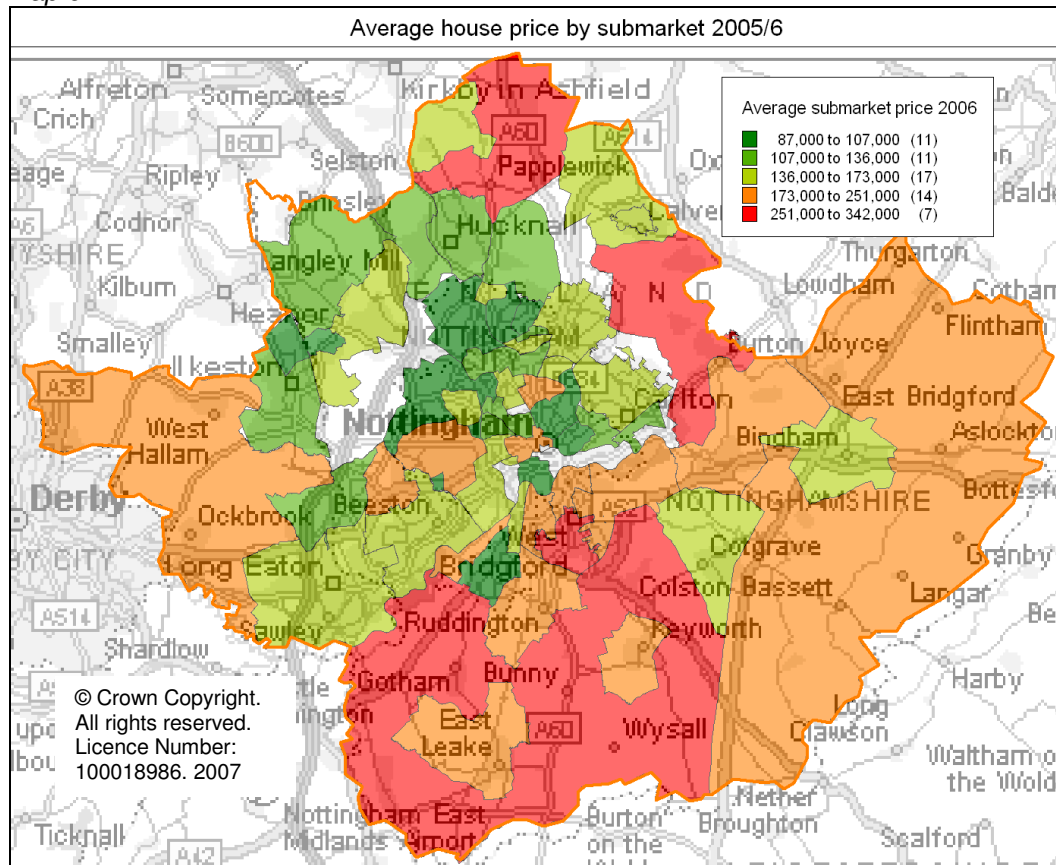 Average house price by submarket 2005/6
Average submarket price 2006
87,000 to 107,000 (11)
107,000 to 136,000 (11)
136,000 to 173,000 (17)
173,000 to 251,000 (14)
251,000 to 342,000 (7)
Alfreton
Somercotes
Kirkby in Ashfield
Crich
B600
Selston
A60
Ripley
Papplewick
Codnor
Hucknall
Thurgarton
Langley Mill
Kilburn
Lowdham
Flintham
Smalley
Burton Joyce
Ilkeston
A38
East Bridgford
West
Hallam
Nottingham
Carlton
Bingham
Derby
Ockbrook
Beeston
NOTTINGHAMSHIRE
West
Bridgford
Cotgrave
Granby
Long Eaton
Colston Bassett
Langar
A514
Sawley
Ruddington
Keyworth
Shardlow
Gotham
Bunny
Harby
© Crown Copyright.
All rights reserved.
Licence Number:
100018986. 2007
East
Leake
A60
Wysall
Long
Clawson
Waltham o
the Wold
Nether
Broughton
Nottingham East
Midlands Airport
Burton
on the
Ticknall
Scalford
A42